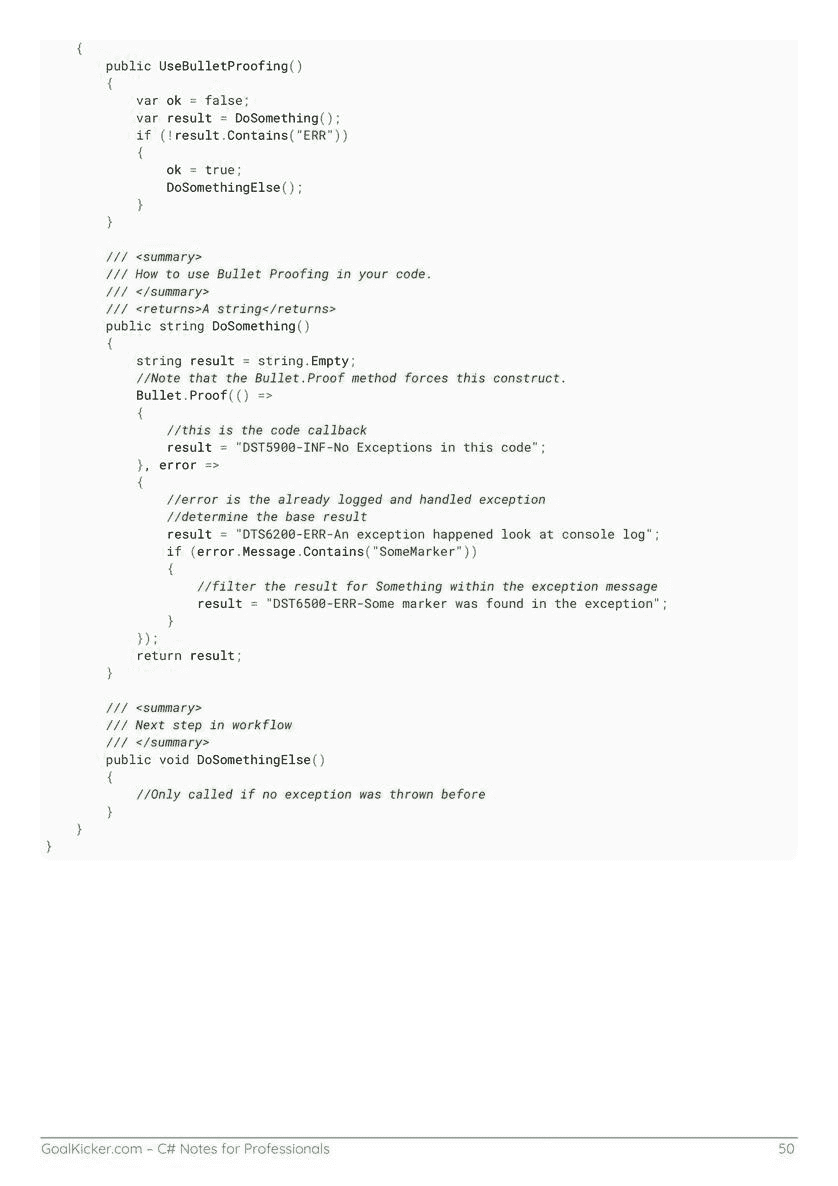 {
        public UseBulletProofing()
        {
            var ok = false;
            var result = DoSomething();
            if (!result.Contains("ERR"))
            {
                ok = true;
                DoSomethingElse();
            }
        }

        /// <summary>
        /// How to use Bullet Proofing in your code.
        /// </summary>
        /// <returns>A string</returns>
        public string DoSomething()
        {
            string result = string.Empty;
            //Note that the Bullet.Proof method forces this construct.
            Bullet.Proof(() =>
            {
                //this is the code callback
                result = "DST5900-INF-No Exceptions in this code";
            }, error =>
            {
                //error is the already logged and handled exception
                //determine the base result
                result = "DTS6200-ERR-An exception happened look at console log";
                if (error.Message.Contains("SomeMarker"))
                {
                    //filter the result for Something within the exception message
                    result = "DST6500-ERR-Some marker was found in the exception";
                }
            });
            return result;
        }

        /// <summary>
        /// Next step in workflow
        /// </summary>
        public void DoSomethingElse()
        {
            //Only called if no exception was thrown before
        }
    }
}
GoalKicker.com – C# Notes for Professionals 50